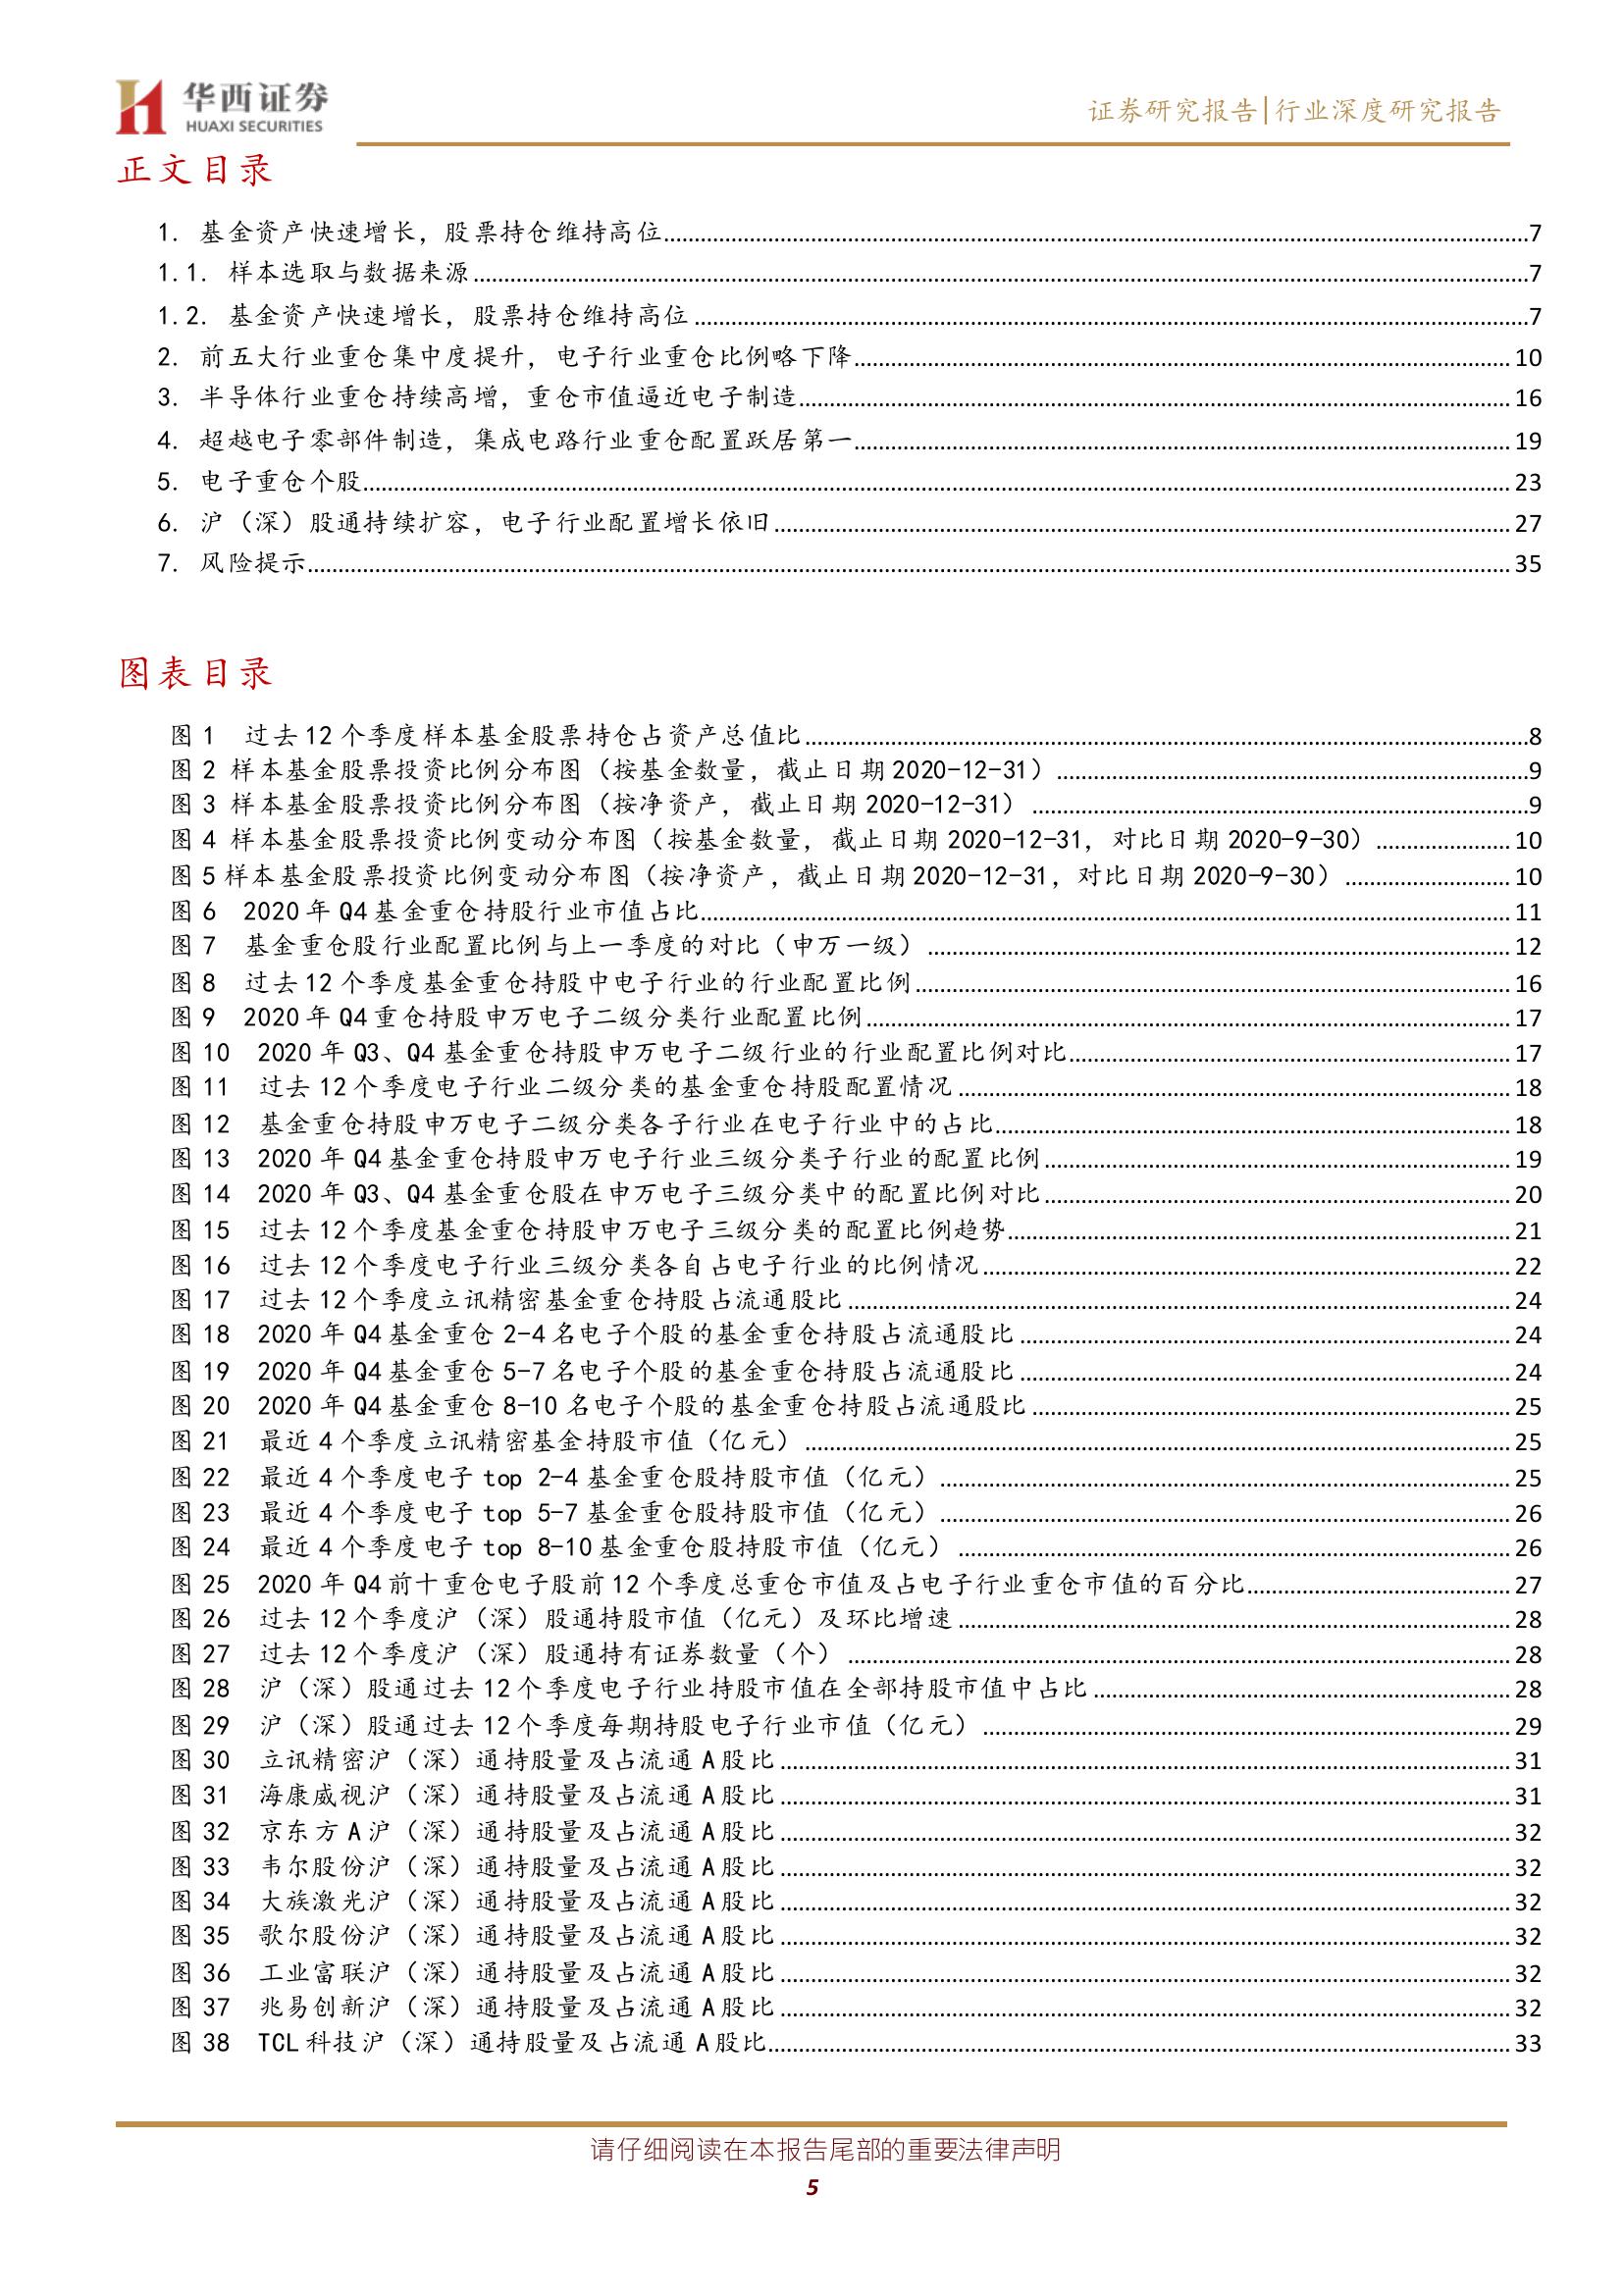 华西证券
HUAXI SECURITIES
证券研究报告|行业深度研究报告
正文目录
1. 基金资产快速增长，股票持仓维持高位........7
1.1. 样本选取与数据来源........7
1.2. 基金资产快速增长，股票持仓维持高位........7
2. 前五大行业重仓集中度提升，电子行业重仓比例略下降........10
3. 半导体行业重仓持续高增，重仓市值逼近电子制造........16
4. 超越电子零部件制造，集成电路行业重仓配置跃居第一........19
5. 电子重仓个股........23
6. 沪（深）股通持续扩容，电子行业配置增长依旧........27
7. 风险提示........35
图表目录
图 1 过去 12 个季度样本基金股票持仓占资产总值比........8
图 2 样本基金股票投资比例分布图（按基金数量，截止日期 2020-12-31）........9
图 3 样本基金股票投资比例分布图（按净资产，截止日期 2020-12-31）........9
图 4 样本基金股票投资比例变动分布图（按基金数量，截止日期 2020-12-31，对比日期 2020-9-30）........10
图 5 样本基金股票投资比例变动分布图（按净资产，截止日期 2020-12-31，对比日期 2020-9-30）........10
图 6 2020 年 Q4 基金重仓持股行业市值占比........11
图 7 基金重仓股行业配置比例与上一季度的对比（申万一级）........12
图 8 过去 12 个季度基金重仓持股中电子行业的行业配置比例........16
图 9 2020 年 Q4 重仓持股申万电子二级分类行业配置比例........17
图 10 2020 年 Q3、Q4 基金重仓持股申万电子二级行业的行业配置比例对比........17
图 11 过去 12 个季度电子行业二级分类的基金重仓持股配置情况........18
图 12 基金重仓持股申万电子二级分类各子行业在电子行业中的占比........18
图 13 2020 年 Q4 基金重仓持股申万电子行业三级分类子行业的配置比例........19
图 14 2020 年 Q3、Q4 基金重仓股在申万电子三级分类中的配置比例对比........20
图 15 过去 12 个季度基金重仓持股申万电子三级分类的配置比例趋势........21
图 16 过去 12 个季度电子行业三级分类各自占电子行业的比例情况........22
图 17 过去 12 个季度立讯精密基金重仓持股占流通股比........24
图 18 2020 年 Q4 基金重仓 2-4 名电子个股的基金重仓持股占流通股比........24
图 19 2020 年 Q4 基金重仓 5-7 名电子个股的基金重仓持股占流通股比........24
图 20 2020 年 Q4 基金重仓 8-10 名电子个股的基金重仓持股占流通股比........25
图 21 最近 4 个季度立讯精密基金持股市值（亿元）........25
图 22 最近 4 个季度电子 top 2-4 基金重仓股持股市值（亿元）........25
图 23 最近 4 个季度电子 top 5-7 基金重仓股持股市值（亿元）........26
图 24 最近 4 个季度电子 top 8-10 基金重仓股持股市值（亿元）........26
图 25 2020 年 Q4 前十重仓电子股前 12 个季度总重仓市值及占电子行业重仓市值的百分比........27
图 26 过去 12 个季度沪（深）股通持股市值（亿元）及环比增速........28
图 27 过去 12 个季度沪（深）股通持有证券数量（个）........28
图 28 沪（深）股通过去 12 个季度电子行业持股市值在全部持股市值中占比........28
图 29 沪（深）股通过去 12 个季度每期持股电子行业市值（亿元）........29
图 30 立讯精密沪（深）通持股量及占流通 A 股比........31
图 31 海康威视沪（深）通持股量及占流通 A 股比........31
图 32 京东方 A 沪（深）通持股量及占流通 A 股比........32
图 33 韦尔股份沪（深）通持股量及占流通 A 股比........32
图 34 大族激光沪（深）通持股量及占流通 A 股比........32
图 35 歌尔股份沪（深）通持股量及占流通 A 股比........32
图 36 工业富联沪（深）通持股量及占流通 A 股比........32
图 37 兆易创新沪（深）通持股量及占流通 A 股比........32
图 38 TCL 科技沪（深）通持股量及占流通 A 股比........33
请仔细阅读在本报告尾部的重要法律声明
5